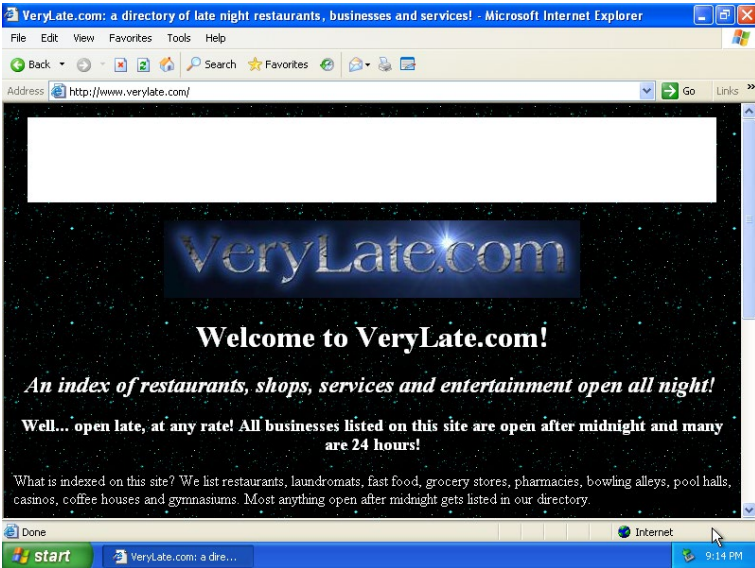 VeryLate.com: a directory of late night restaurants, businesses and services! - Microsoft Internet Explorer
File Edit View Favorites Tools Help
Back Search Favorites
Address http://www.verylate.com/ Go Links »
VeryLate.com
Welcome to VeryLate.com!
An index of restaurants, shops, services and entertainment open all night!
Well... open late, at any rate! All businesses listed on this site are open after midnight and many
are 24 hours!
What is indexed on this site? We list restaurants, laundromats, fast food, grocery stores, pharmacies, bowling alleys, pool halls,
casinos, coffee houses and gymnasiums. Most anything open after midnight gets listed in our directory.
Done Internet
start VeryLate.com: a dire... 9:14 PM